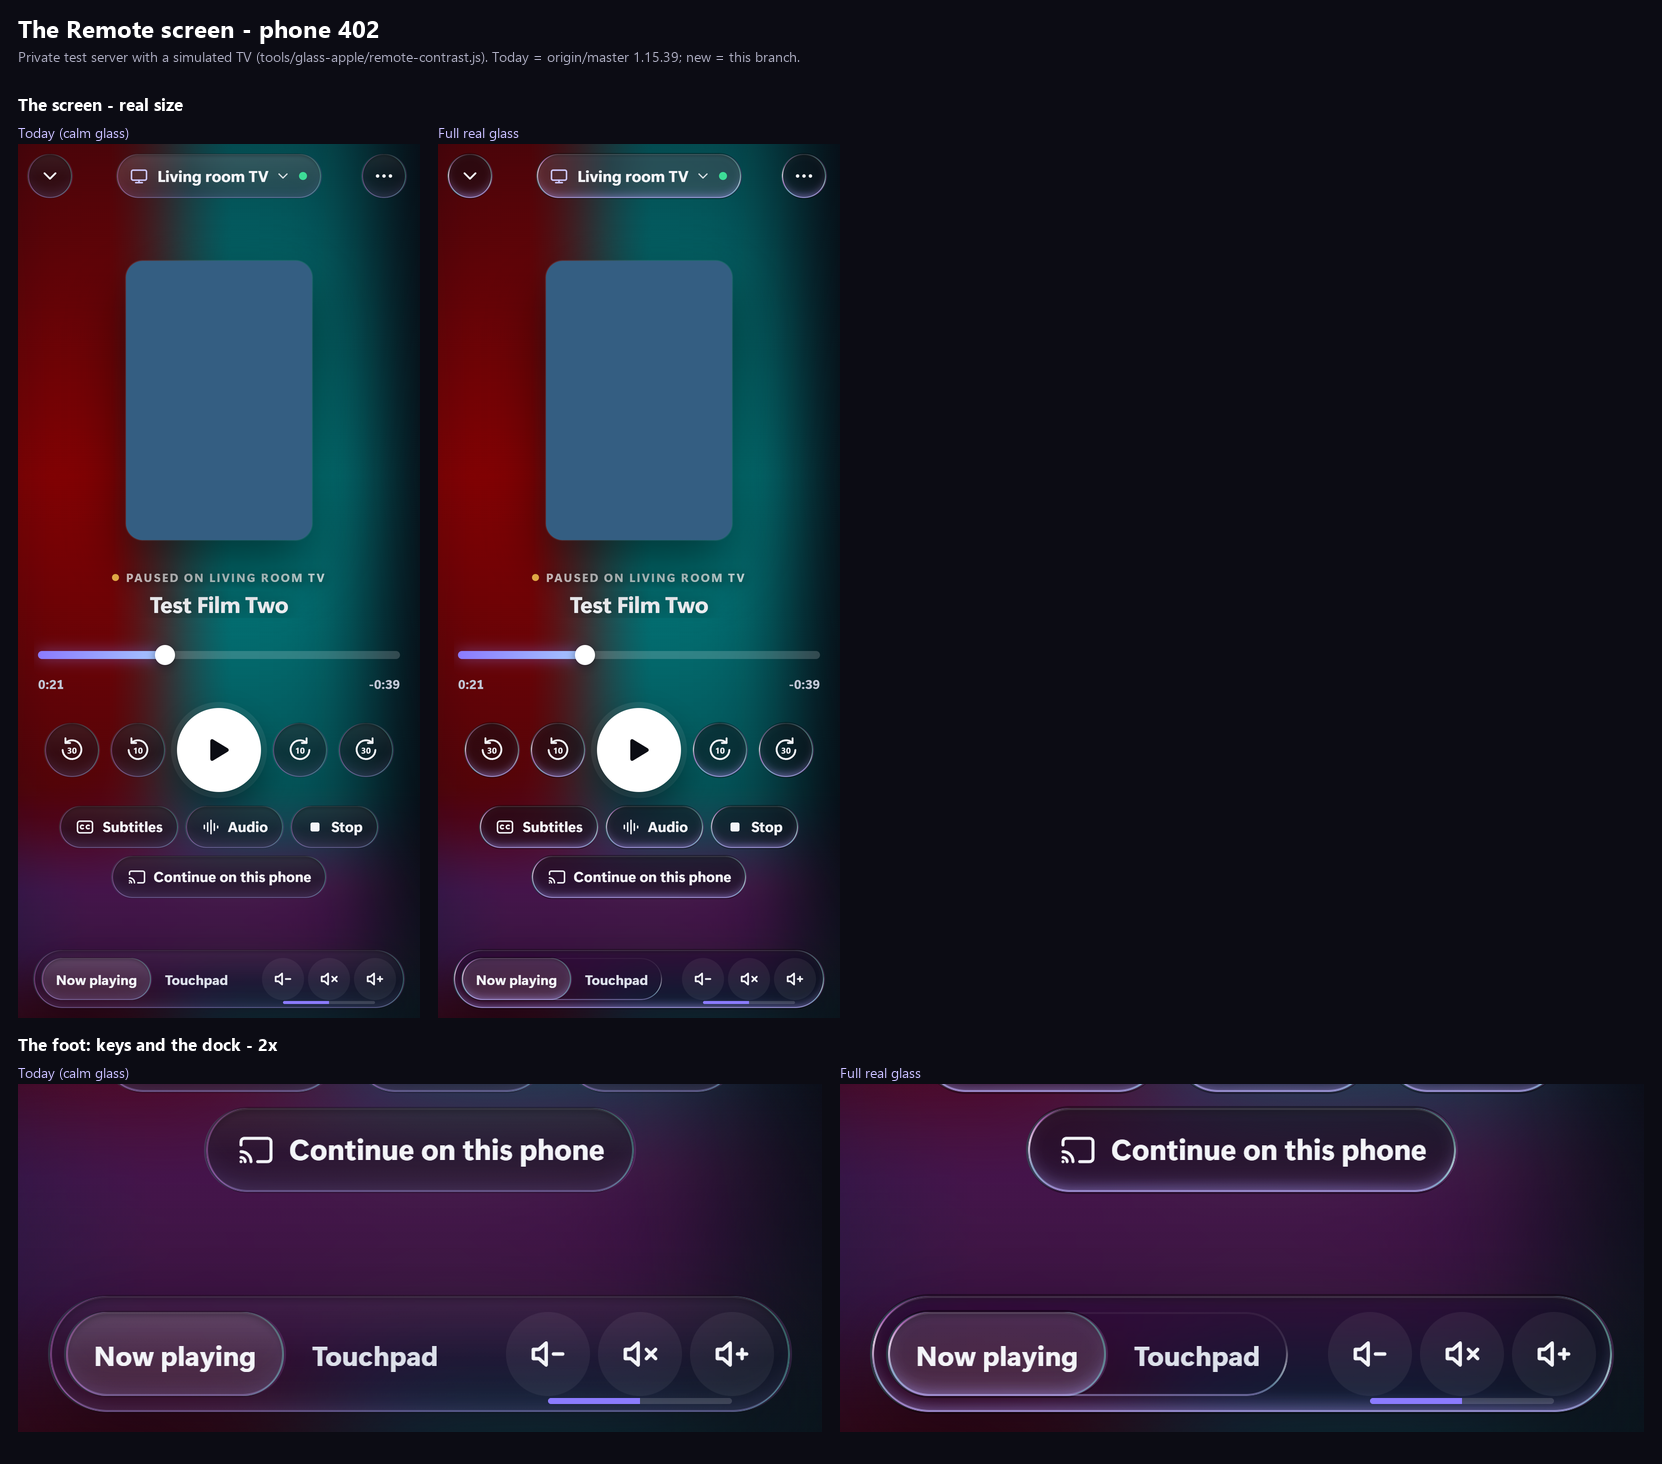 The Remote screen - phone 402
Private test server with a simulated TV (tools/glass-apple/remote-contrast.js). Today = origin/master 1.15.39; new = this branch.
The screen - real size
Today (calm glass)
Living room TV
PAUSED ON LIVING ROOM TV
Test Film Two
0:21 -0:39
30 10 10 30
Subtitles Audio Stop
Continue on this phone
Now playing Touchpad
Full real glass
Living room TV
PAUSED ON LIVING ROOM TV
Test Film Two
0:21 -0:39
30 10 10 30
Subtitles Audio Stop
Continue on this phone
Now playing Touchpad
The foot: keys and the dock - 2x
Today (calm glass)
Continue on this phone
Now playing Touchpad
Full real glass
Continue on this phone
Now playing Touchpad